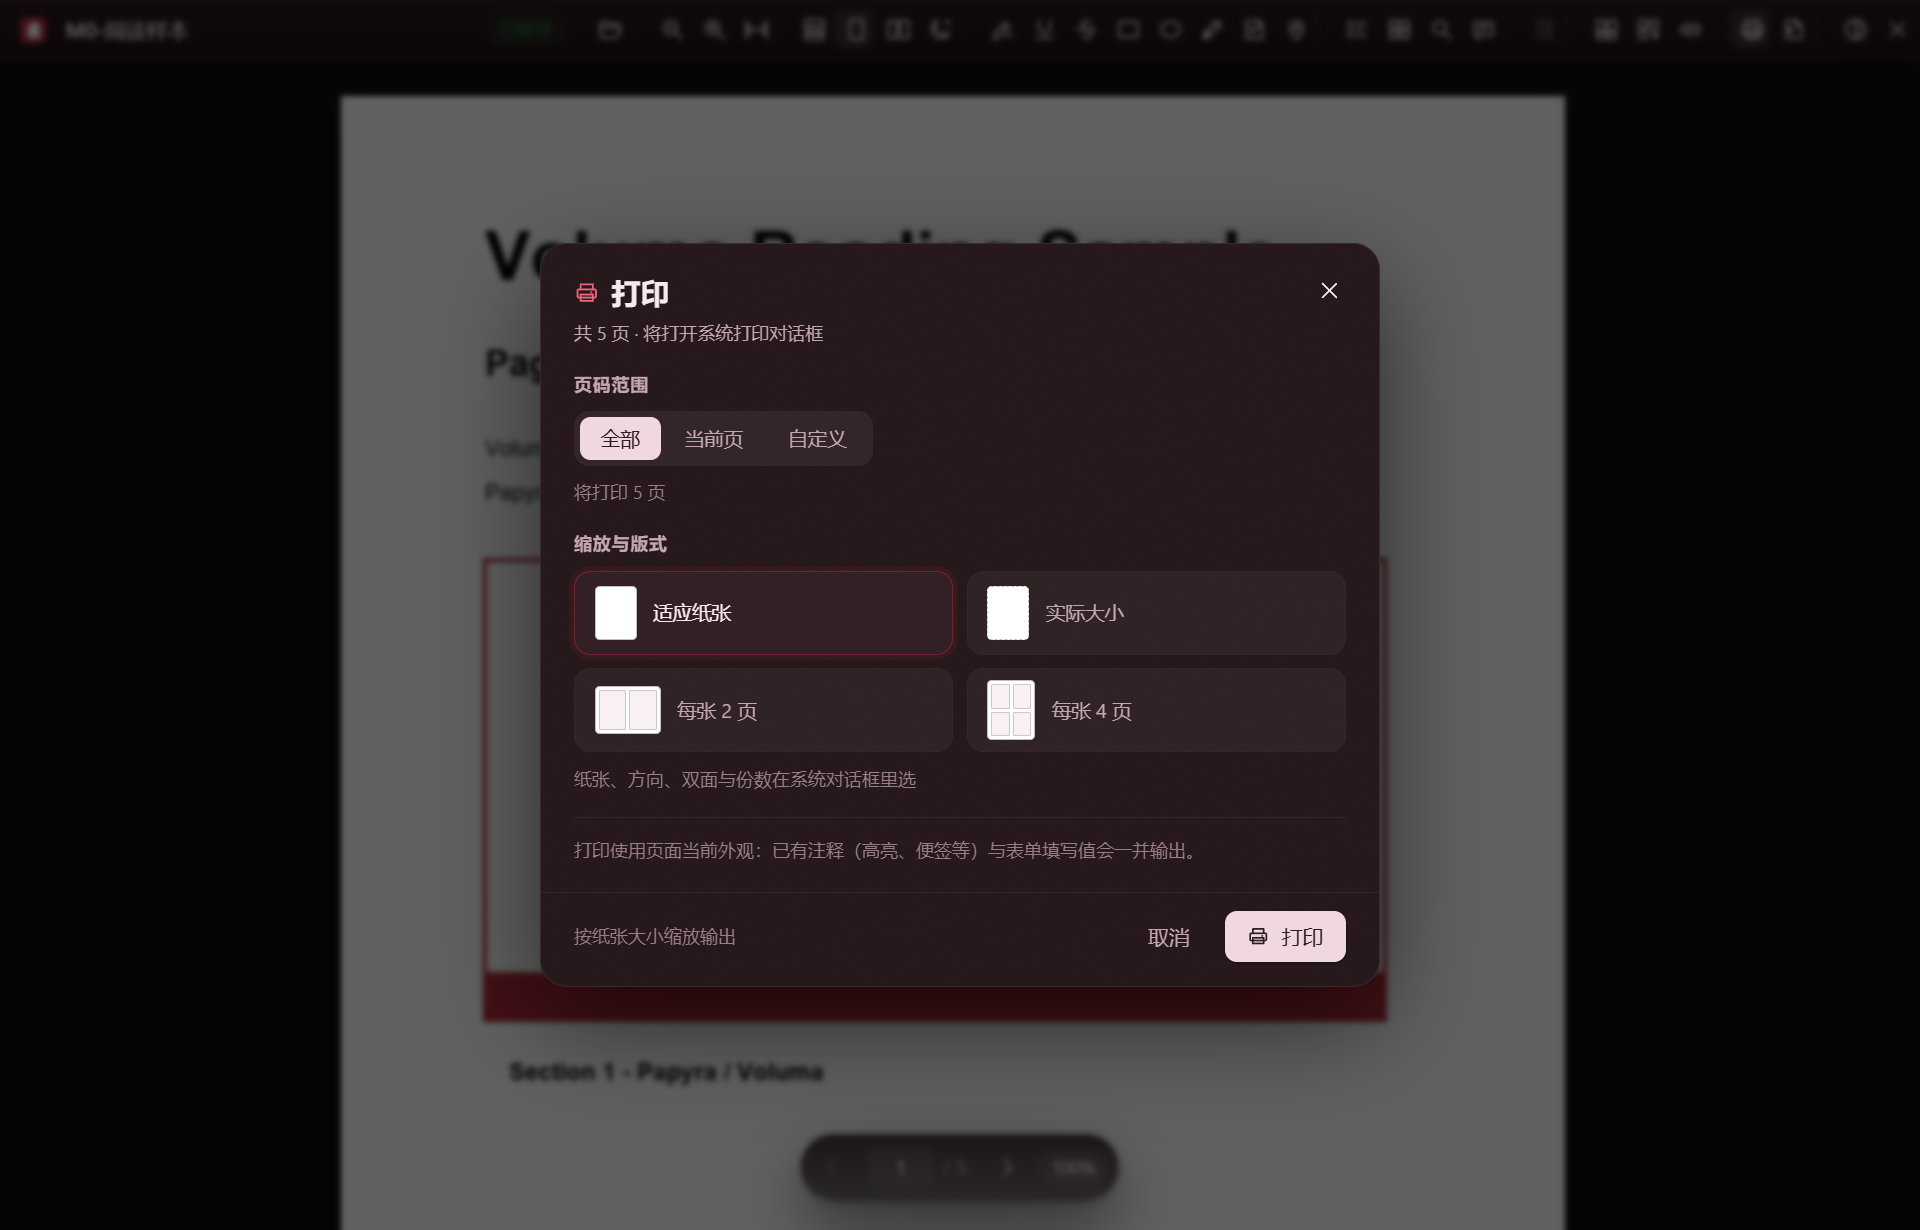 打印
共 5 页 · 将打开系统打印对话框
页码范围
全部 当前页 自定义
将打印 5 页
缩放与版式
适应纸张 实际大小
每张 2 页 每张 4 页
纸张、方向、双面与份数在系统对话框里选
打印使用页面当前外观：已有注释（高亮、便签等）与表单填写值会一并输出。
按纸张大小缩放输出 取消 打印
Section 1 - Papyra / Voluma
1 / 5 100%